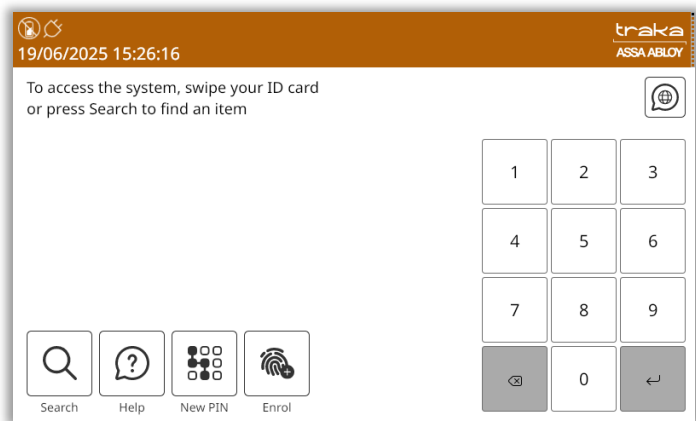 19/06/2025 15:26:16
traka
ASSA ABLOY
To access the system, swipe your ID card
or press Search to find an item
1 2 3
4 5 6
7 8 9
0
Search Help New PIN Enrol